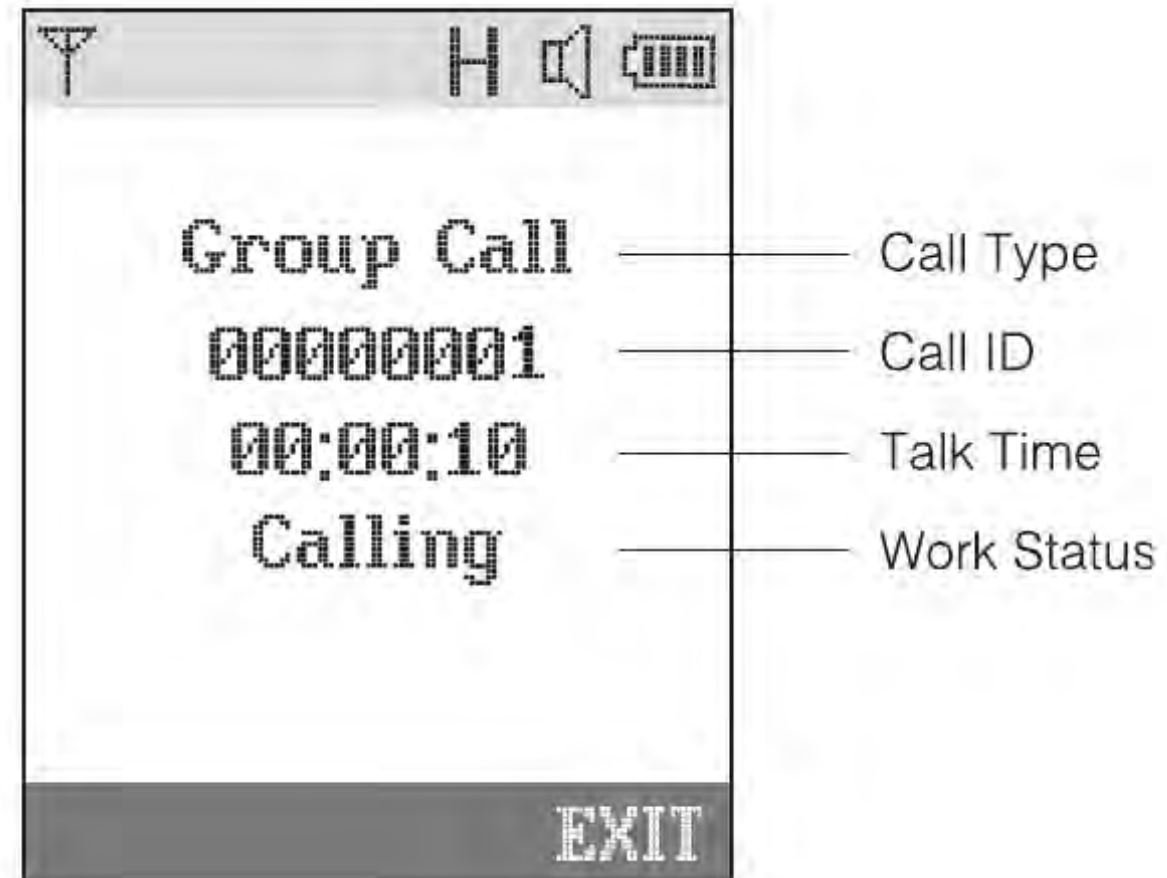 H
Group Call
Call Type
00000001
Call ID
00:00:10
Talk Time
Calling
Work Status
EXIT